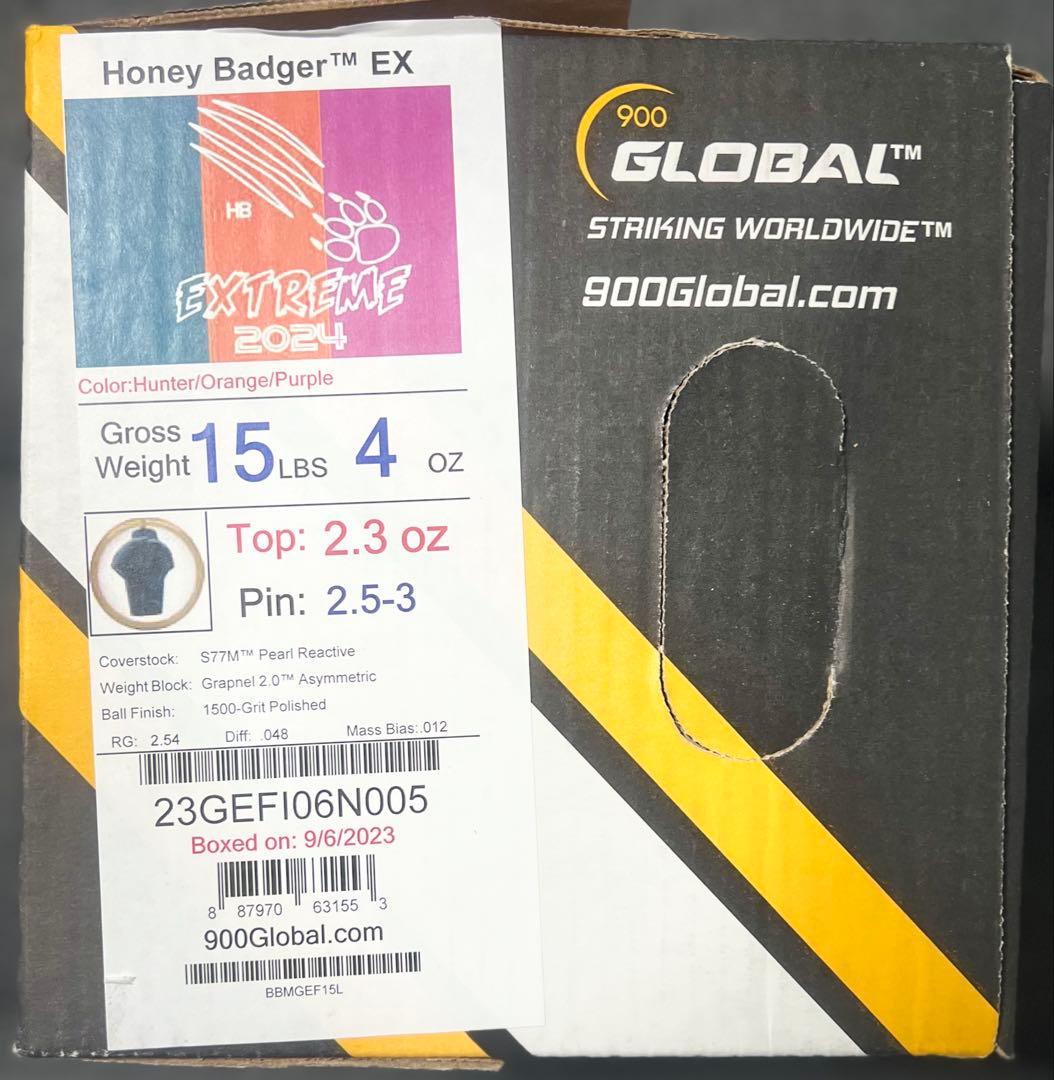 Honey Badger™ EX
HB
EXTREME
2024
Color:Hunter/Orange/Purple
Gross Weight 15 LBS 4 OZ
Top: 2.3 oz
Pin: 2.5-3
Coverstock: S77M™ Pearl Reactive
Weight Block: Grapnel 2.0™ Asymmetric
Ball Finish: 1500-Grit Polished
RG: 2.54 Diff: .048 Mass Bias:.012
23GEFI06N005
Boxed on: 9/6/2023
8 87970 63155 3
900Global.com
BBMGEF15L
900
GLOBAL™
STRIKING WORLDWIDE™
900Global.com